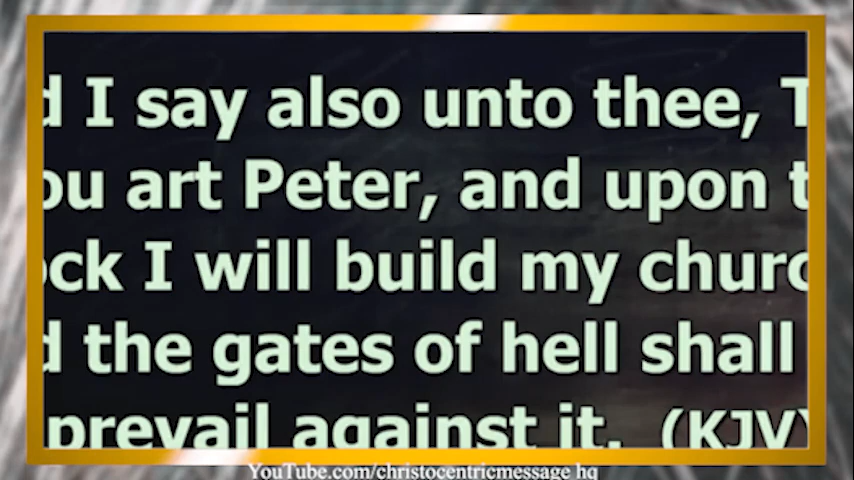 d I say also unto thee, T
ou art Peter, and upon t
ock I will build my churc
d the gates of hell shall
prevail against it. (KJV)
YouTube.com/christocentricmessage hq